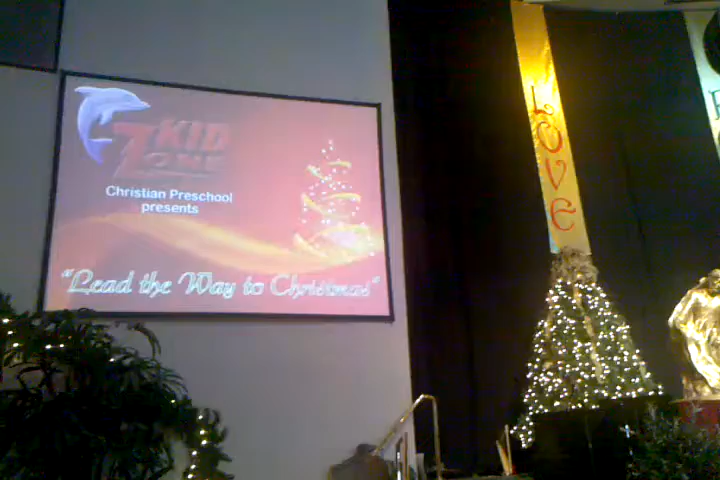 KID
ZONE
Christian Preschool
presents
"Lead the Way to Christmas"
LOVE